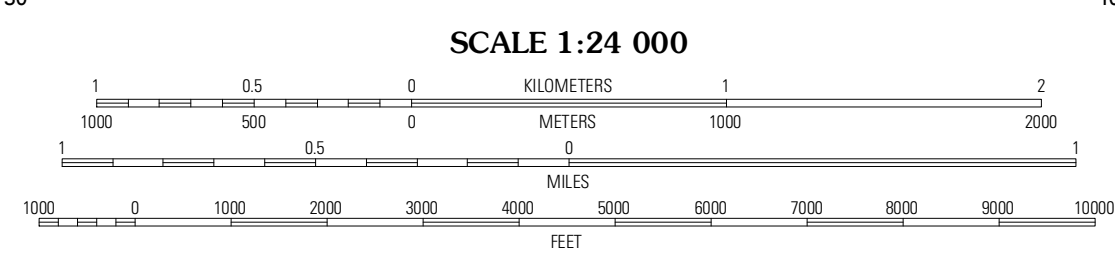 SCALE 1:24 000
1 0.5 0 KILOMETERS 1 2
1000 500 0 METERS 1000 2000
1 0.5 0 1
MILES
1000 0 1000 2000 3000 4000 5000 6000 7000 8000 9000 10000
FEET